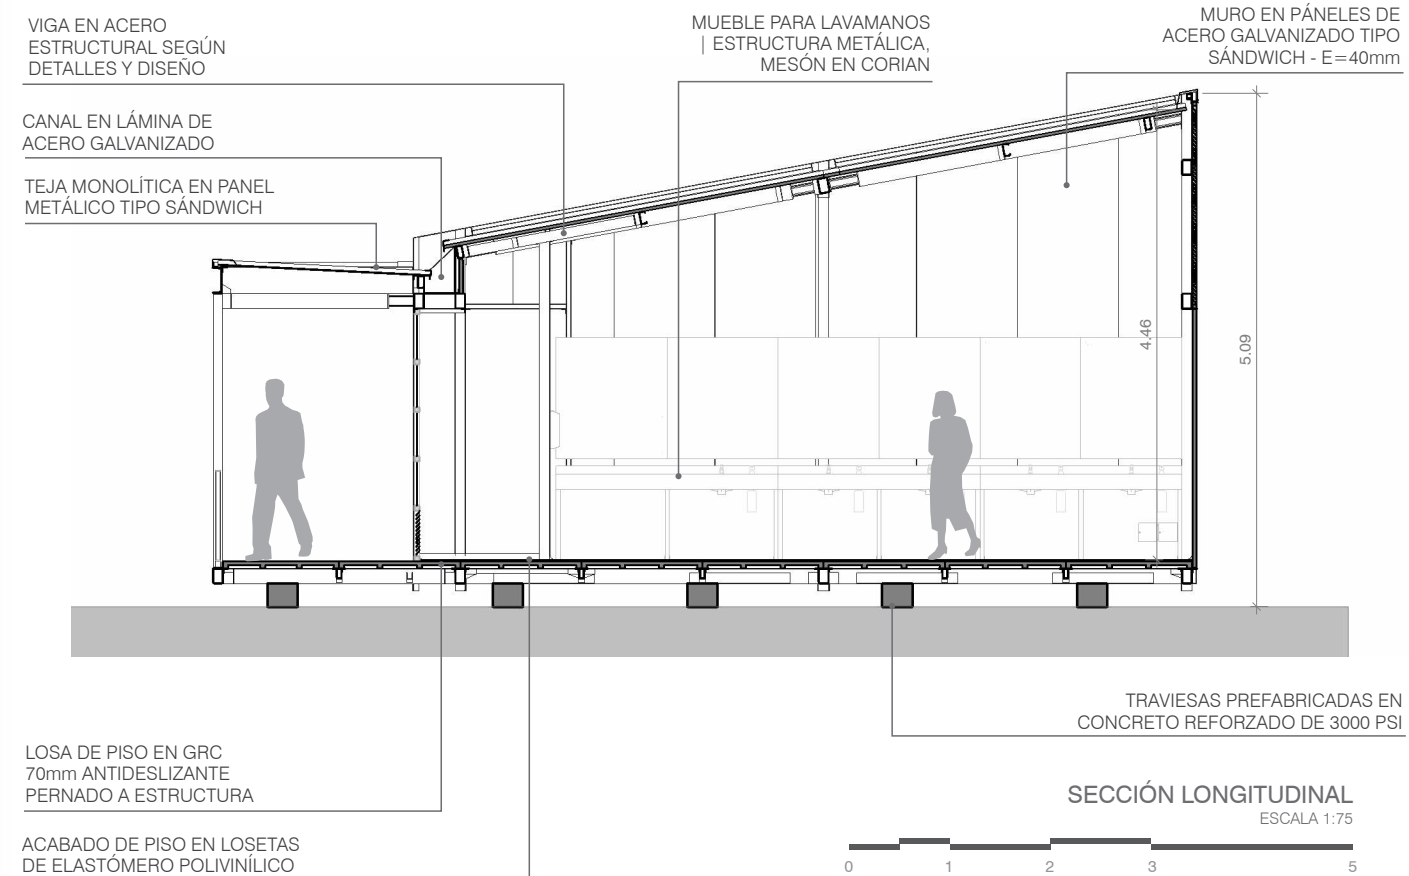 VIGA EN ACERO
ESTRUCTURAL SEGÚN
DETALLES Y DISEÑO
CANAL EN LÁMINA DE
ACERO GALVANIZADO
TEJA MONOLÍTICA EN PANEL
METÁLICO TIPO SÁNDWICH
MUEBLE PARA LAVAMANOS
| ESTRUCTURA METÁLICA,
MESÓN EN CORIAN
MURO EN PÁNELES DE
ACERO GALVANIZADO TIPO
SÁNDWICH - E=40mm
4.46
5.09
TRAVIESAS PREFABRICADAS EN
CONCRETO REFORZADO DE 3000 PSI
LOSA DE PISO EN GRC
70mm ANTIDESLIZANTE
PERNADO A ESTRUCTURA
ACABADO DE PISO EN LOSETAS
DE ELASTÓMERO POLIVINÍLICO
SECCIÓN LONGITUDINAL
ESCALA 1:75
0 1 2 3 5